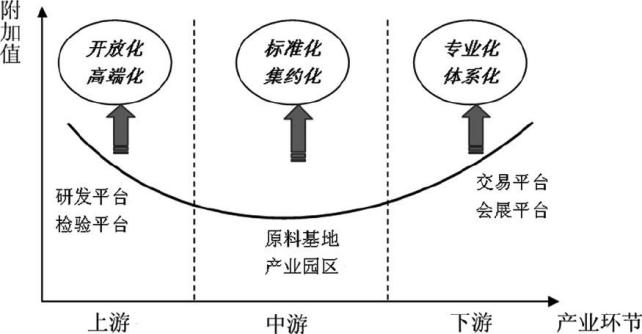 附加值
开放化
高端化
标准化
集约化
专业化
体系化
研发平台
检验平台
原料基地
产业园区
交易平台
会展平台
上游
中游
下游
产业环节